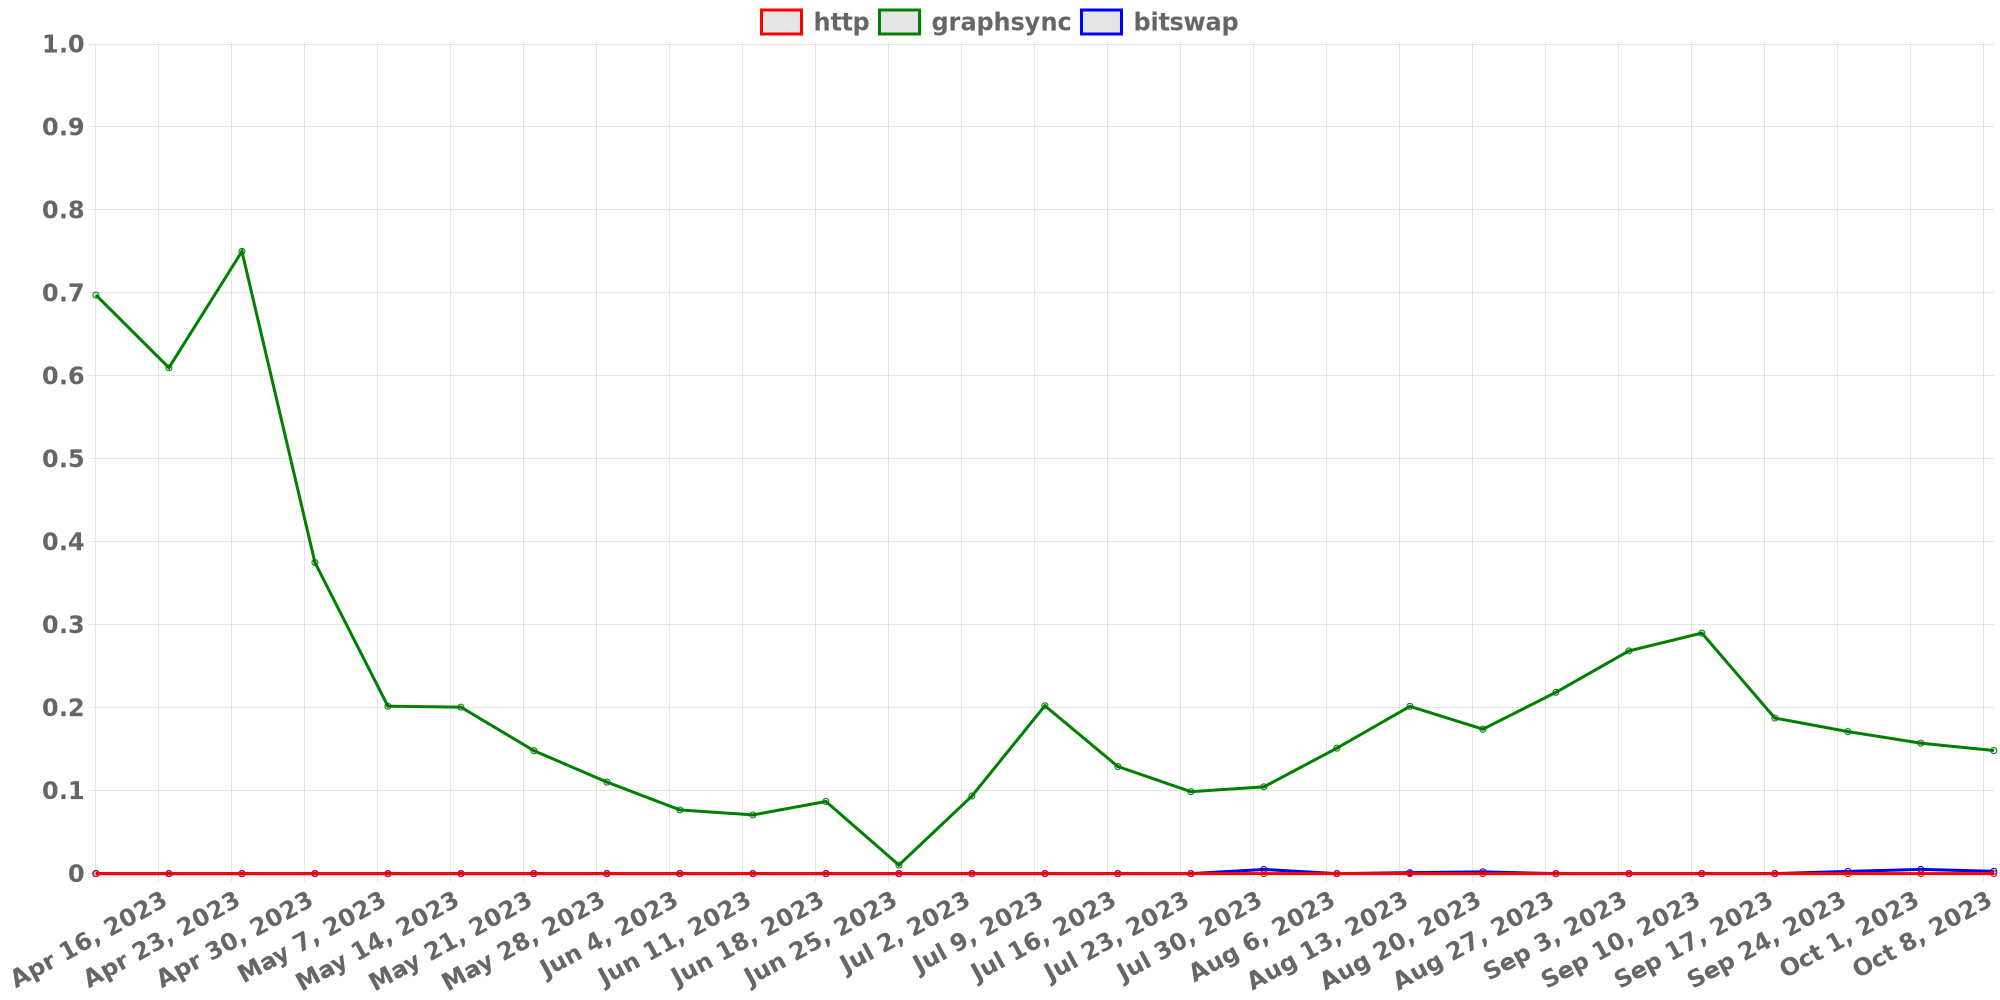 http graphsync bitswap
1.0
0.9
0.8
0.7
0.6
0.5
0.4
0.3
0.2
0.1
0
Apr 16, 2023
Apr 23, 2023
Apr 30, 2023
May 7, 2023
May 14, 2023
May 21, 2023
May 28, 2023
Jun 4, 2023
Jun 11, 2023
Jun 18, 2023
Jun 25, 2023
Jul 2, 2023
Jul 9, 2023
Jul 16, 2023
Jul 23, 2023
Jul 30, 2023
Aug 6, 2023
Aug 13, 2023
Aug 20, 2023
Aug 27, 2023
Sep 3, 2023
Sep 10, 2023
Sep 17, 2023
Sep 24, 2023
Oct 1, 2023
Oct 8, 2023